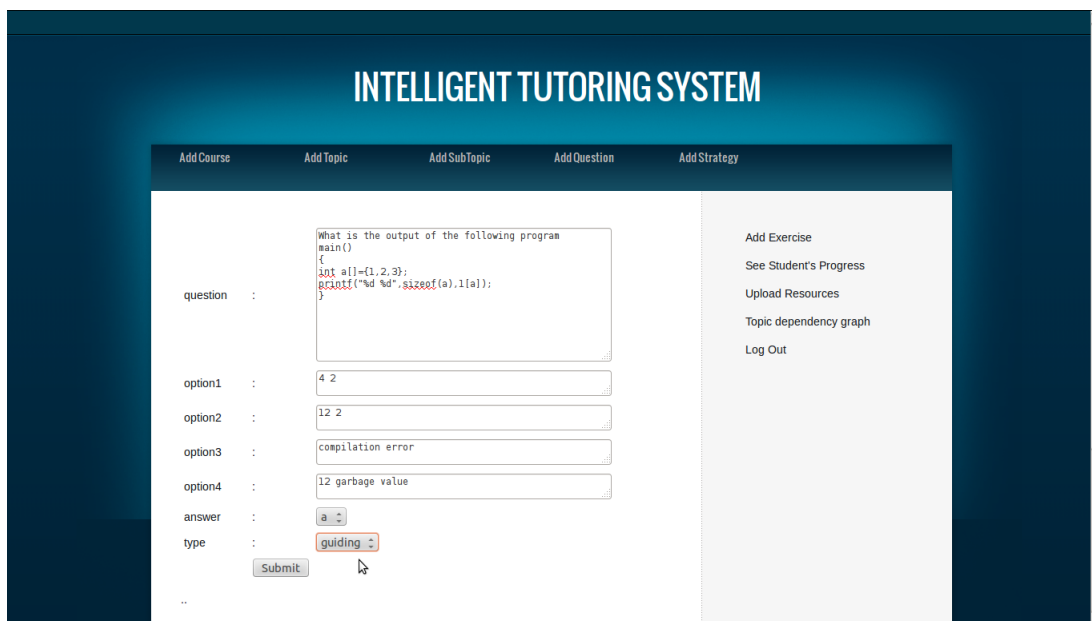 INTELLIGENT TUTORING SYSTEM
Add Course Add Topic Add SubTopic Add Question Add Strategy
question :
What is the output of the following program
main()
{
int a[]={1,2,3};
printf("%d %d",sizeof(a),1[a]);
}
option1 : 4 2
option2 : 12 2
option3 : compilation error
option4 : 12 garbage value
answer : a
type : guiding
Submit
..
Add Exercise
See Student's Progress
Upload Resources
Topic dependency graph
Log Out